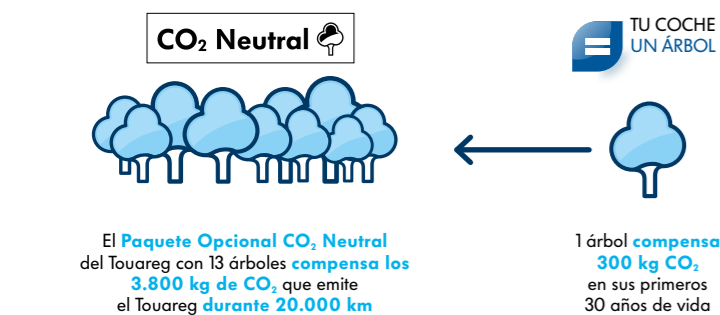 CO₂ Neutral
TU COCHE
= UN ÁRBOL
El Paquete Opcional CO₂ Neutral
del Touareg con 13 árboles compensa los
3.800 kg de CO₂ que emite
el Touareg durante 20.000 km
1 árbol compensa
300 kg CO₂
en sus primeros
30 años de vida